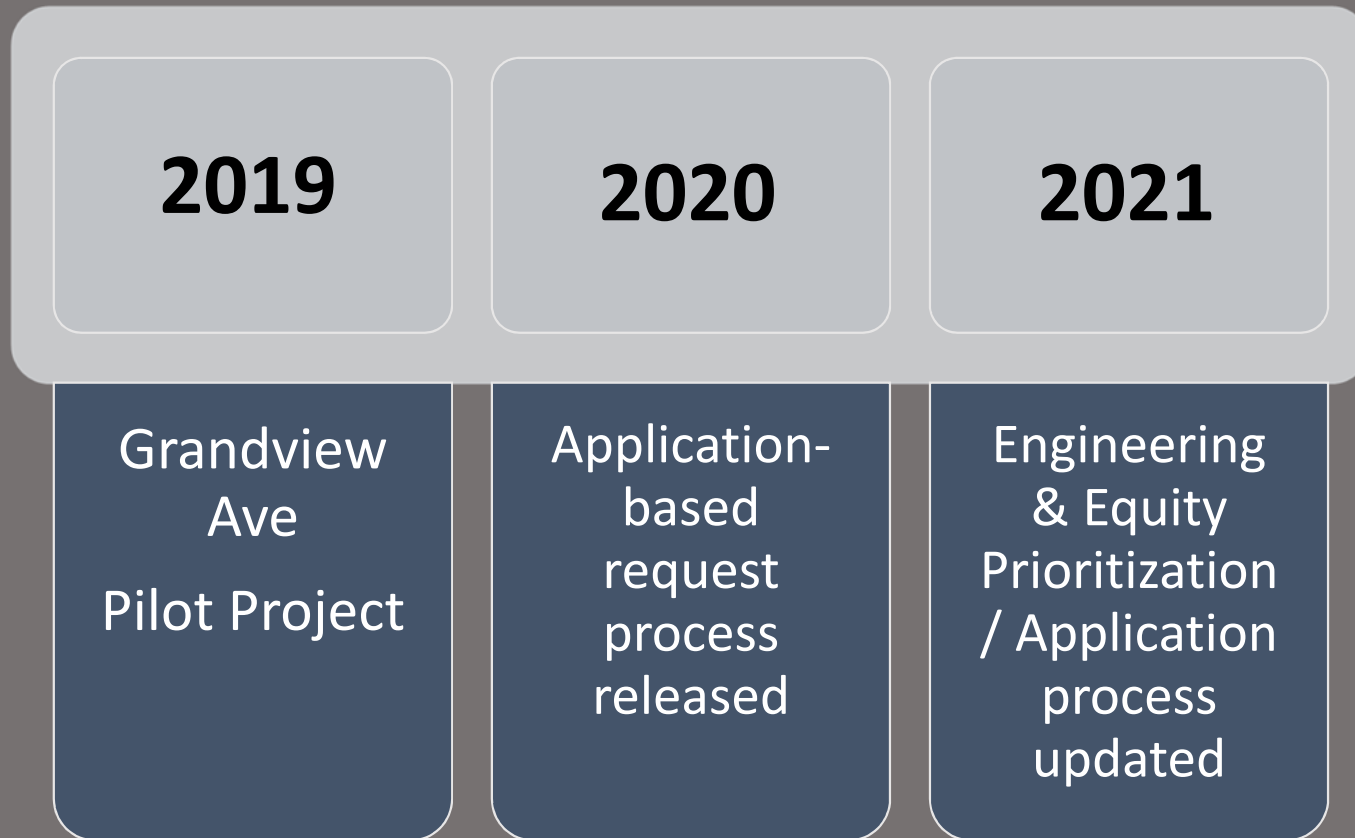 2019
2020
2021
Grandview
Ave
Pilot Project
Application-
based
request
process
released
Engineering
& Equity
Prioritization
/ Application
process
updated